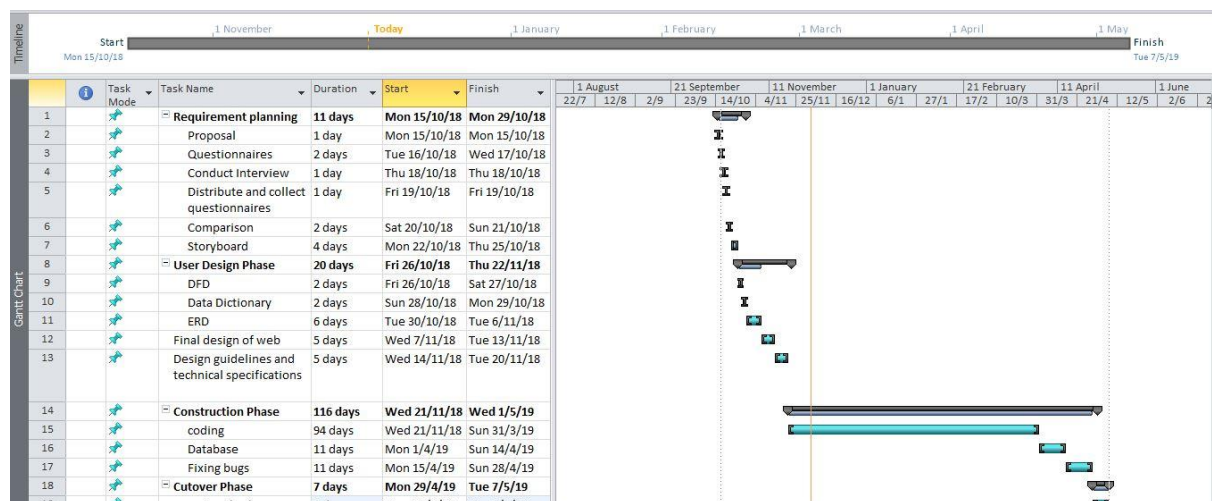 Timeline
1 November Today 1 January 1 February 1 March 1 April 1 May
Start Finish
Mon 15/10/18 Tue 7/5/19
Gantt Chart
Task Mode Task Name Duration Start Finish
1 August 21 September 11 November 1 January 21 February 11 April 1 June
22/7 12/8 2/9 23/9 14/10 4/11 25/11 16/12 6/1 27/1 17/2 10/3 31/3 21/4 12/5 2/6 2
1 Requirement planning 11 days Mon 15/10/18 Mon 29/10/18
2 Proposal 1 day Mon 15/10/18 Mon 15/10/18
3 Questionnaires 2 days Tue 16/10/18 Wed 17/10/18
4 Conduct Interview 1 day Thu 18/10/18 Thu 18/10/18
5 Distribute and collect 1 day Fri 19/10/18 Fri 19/10/18
questionnaires
6 Comparison 2 days Sat 20/10/18 Sun 21/10/18
7 Storyboard 4 days Mon 22/10/18 Thu 25/10/18
8 User Design Phase 20 days Fri 26/10/18 Thu 22/11/18
9 DFD 2 days Fri 26/10/18 Sat 27/10/18
10 Data Dictionary 2 days Sun 28/10/18 Mon 29/10/18
11 ERD 6 days Tue 30/10/18 Tue 6/11/18
12 Final design of web 5 days Wed 7/11/18 Tue 13/11/18
13 Design guidelines and 5 days Wed 14/11/18 Tue 20/11/18
technical specifications
14 Construction Phase 116 days Wed 21/11/18 Wed 1/5/19
15 coding 94 days Wed 21/11/18 Sun 31/3/19
16 Database 11 days Mon 1/4/19 Sun 14/4/19
17 Fixing bugs 11 days Mon 15/4/19 Sun 28/4/19
18 Cutover Phase 7 days Mon 29/4/19 Tue 7/5/19